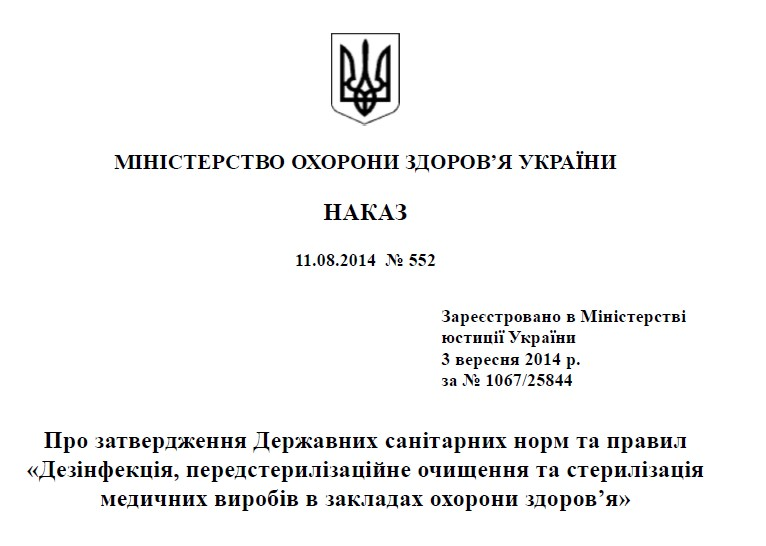 МІНІСТЕРСТВО ОХОРОНИ ЗДОРОВ’Я УКРАЇНИ
НАКАЗ
11.08.2014 № 552
Зареєстровано в Міністерстві
юстиції України
3 вересня 2014 р.
за № 1067/25844
Про затвердження Державних санітарних норм та правил
«Дезінфекція, передстерилізаційне очищення та стерилізація
медичних виробів в закладах охорони здоров’я»